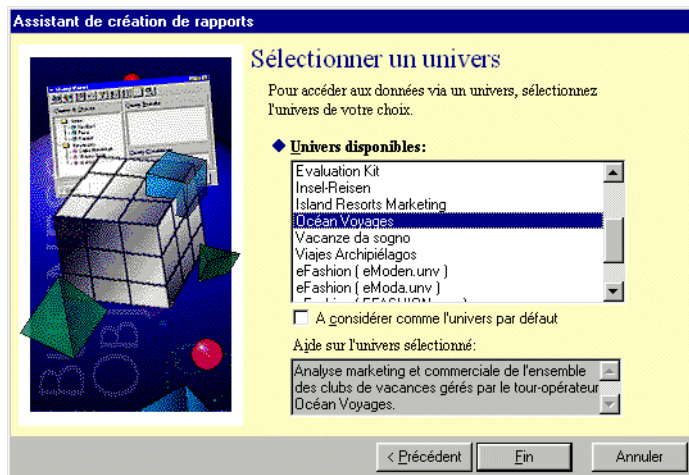 Assistant de création de rapports
Sélectionner un univers
Pour accéder aux données via un univers, sélectionnez
l'univers de votre choix.
Univers disponibles:
Evaluation Kit
Insel-Reisen
Island Resorts Marketing
Océan Voyages
Vacanze da sogno
Viajes Archipiélagos
eFashion ( eModen.unv )
eFashion ( eModa.unv )
A considérer comme l'univers par défaut
Aide sur l'univers sélectionné:
Analyse marketing et commerciale de l'ensemble
des clubs de vacances gérés par le tour-opérateur
Océan Voyages.
< Précédent
Fin
Annuler